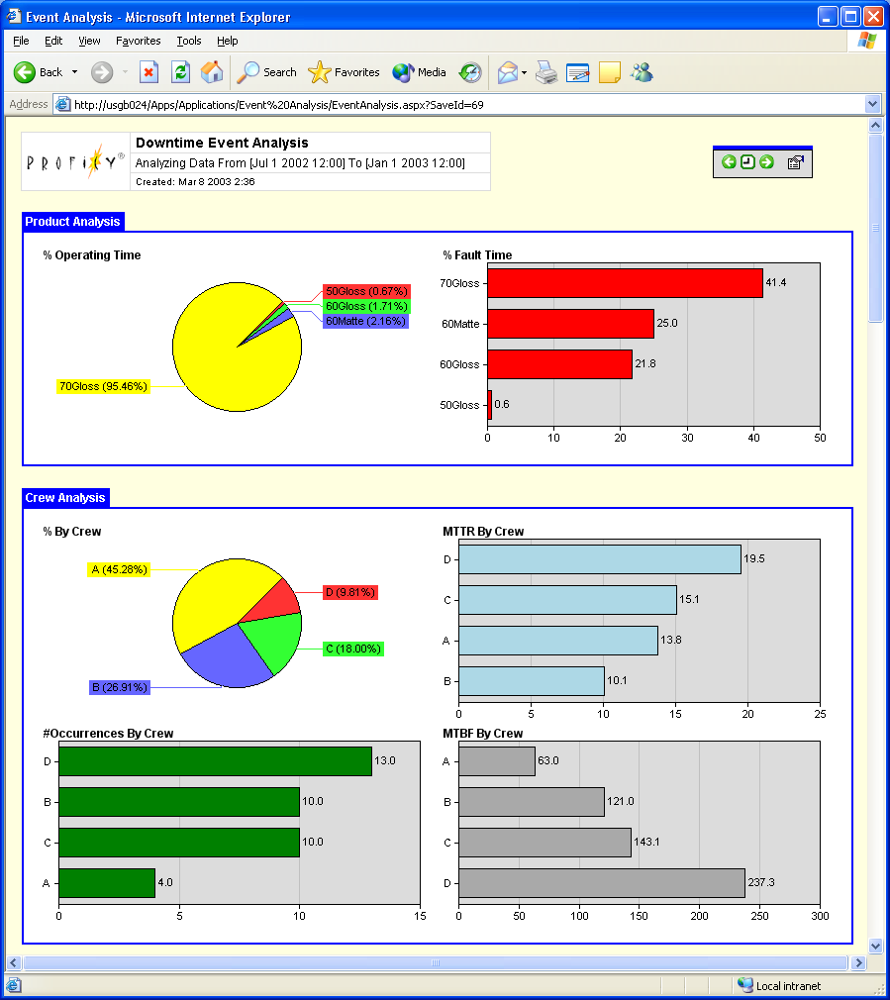 Event Analysis - Microsoft Internet Explorer
File Edit View Favorites Tools Help
Back Search Favorites Media
Address http://usgb024/Apps/Applications/Event%20Analysis/EventAnalysis.aspx?SaveId=69
PROFICY®
Downtime Event Analysis
Analyzing Data From [Jul 1 2002 12:00] To [Jan 1 2003 12:00]
Created: Mar 8 2003 2:36
Product Analysis
% Operating Time
50Gloss (0.67%)
60Gloss (1.71%)
60Matte (2.16%)
70Gloss (95.46%)
% Fault Time
70Gloss 41.4
60Matte 25.0
60Gloss 21.8
50Gloss 0.6
0 10 20 30 40 50
Crew Analysis
% By Crew
A (45.28%)
D (9.81%)
C (18.00%)
B (26.91%)
MTTR By Crew
D 19.5
C 15.1
A 13.8
B 10.1
0 5 10 15 20 25
#Occurrences By Crew
D 13.0
B 10.0
C 10.0
A 4.0
0 5 10 15
MTBF By Crew
A 63.0
B 121.0
C 143.1
D 237.3
0 50 100 150 200 250 300
Local intranet